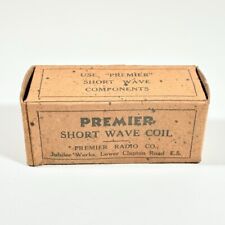 USE "PREMIER"
SHORT WAVE
COMPONENTS
PREMIER
SHORT WAVE COIL
PREMIER RADIO CO.,
Jubilee Works, Lower Clapton Road E.5.